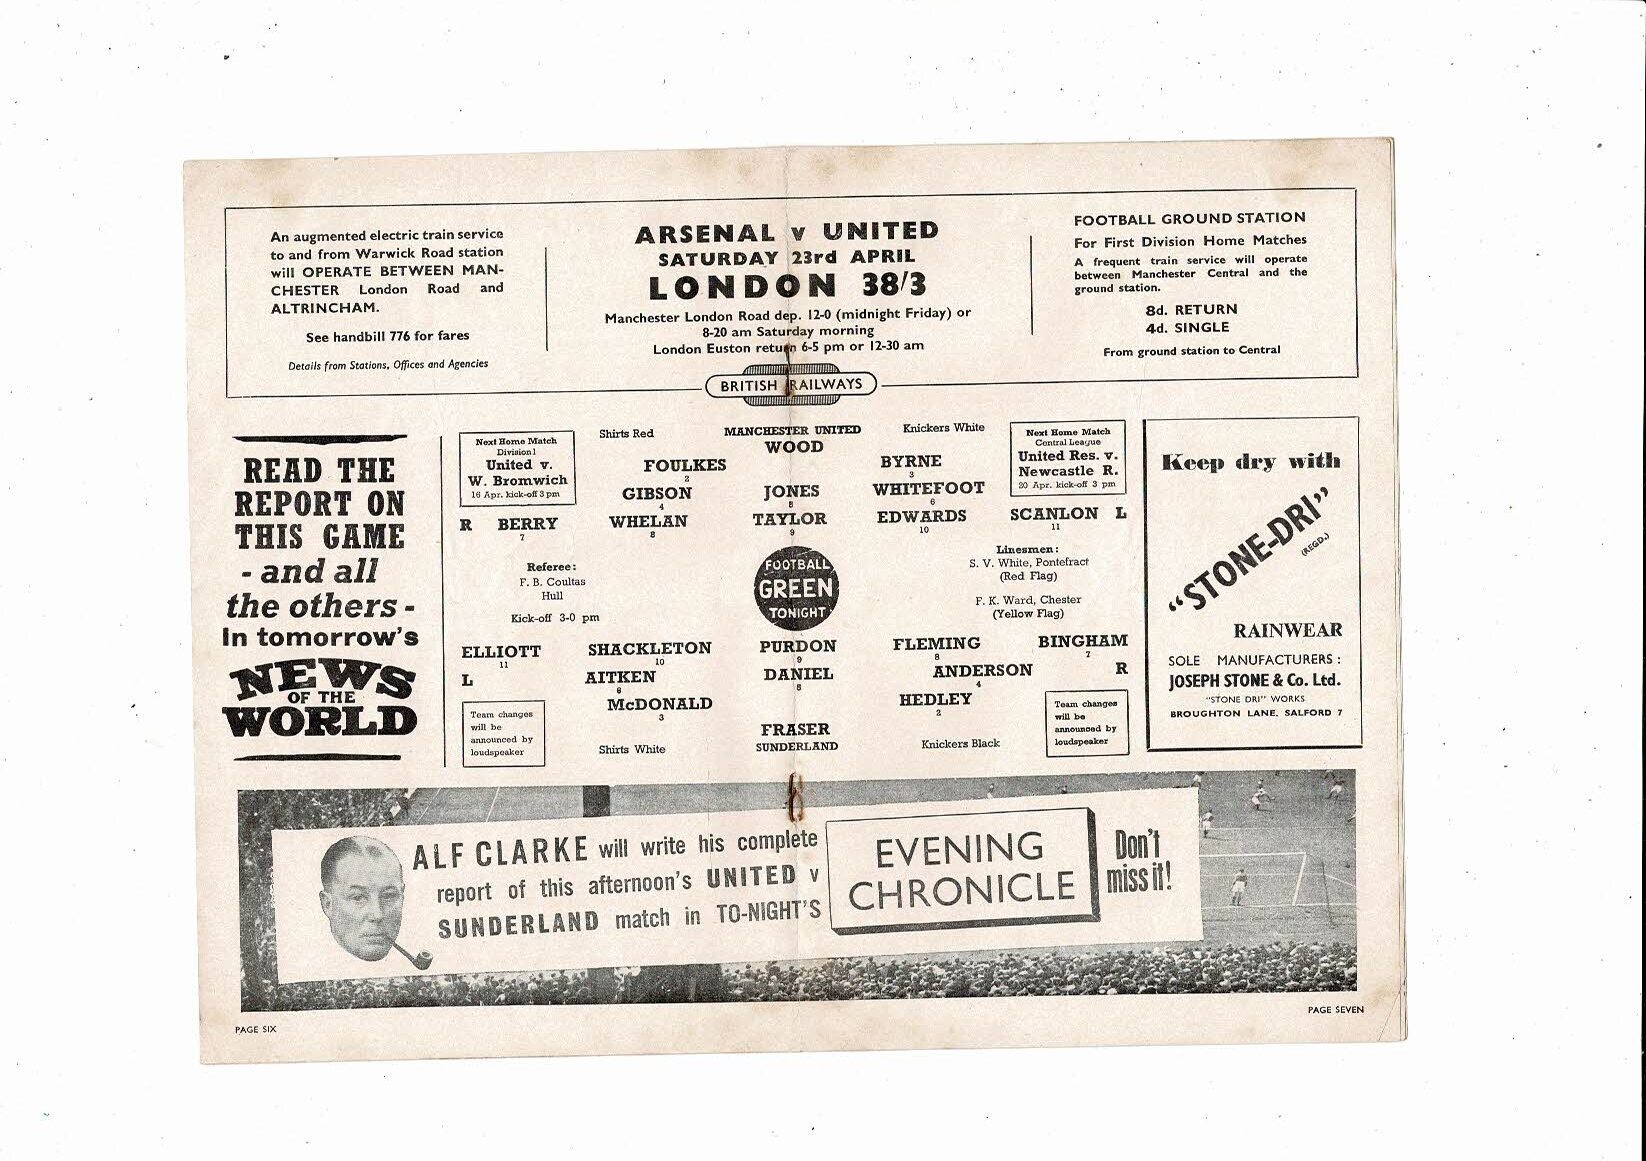 An augmented electric train service
to and from Warwick Road station
will OPERATE BETWEEN MAN-
CHESTER London Road and
ALTRINCHAM.
See handbill 776 for fares
Details from Stations, Offices and Agencies
ARSENAL v UNITED
SATURDAY 23rd APRIL
LONDON 38/3
Manchester London Road dep. 12-0 (midnight Friday) or
8-20 am Saturday morning
London Euston return 6-5 pm or 12-30 am
BRITISH RAILWAYS
FOOTBALL GROUND STATION
For First Division Home Matches
A frequent train service will operate
between Manchester Central and the
ground station.
8d. RETURN
4d. SINGLE
From ground station to Central
READ THE
REPORT ON
THIS GAME
- and all
the others -
In tomorrow's
NEWS
OF THE
WORLD
Next Home Match
Division 1
United v.
W. Bromwich
16 Apr. kick-off 3 pm
Shirts Red
MANCHESTER UNITED
Knickers White
WOOD
Next Home Match
Central League
United Res. v.
Newcastle R.
20 Apr. kick-off 3 pm
FOULKES BYRNE
2 3
GIBSON JONES WHITEFOOT
4 5 6
R BERRY WHELAN TAYLOR EDWARDS SCANLON L
7 8 9 10 11
Referee:
F. B. Coultas
Hull
Kick-off 3-0 pm
FOOTBALL
GREEN
TONIGHT
Linesmen:
S. V. White, Pontefract
(Red Flag)
F. K. Ward, Chester
(Yellow Flag)
ELLIOTT SHACKLETON PURDON FLEMING BINGHAM
11 10 9 8 7
L AITKEN DANIEL ANDERSON R
6 5 4
McDONALD HEDLEY
3 2
FRASER
Team changes
will be
announced by
loudspeaker
Shirts White
SUNDERLAND
Knickers Black
Team changes
will be
announced by
loudspeaker
Keep dry with
"STONE-DRI"
(REGD.)
RAINWEAR
SOLE MANUFACTURERS:
JOSEPH STONE & Co. Ltd.
"STONE DRI" WORKS
BROUGHTON LANE. SALFORD 7
ALF CLARKE will write his complete
report of this afternoon's UNITED v
SUNDERLAND match in TO-NIGHT'S
EVENING
CHRONICLE
Don't
miss it!
PAGE SIX
PAGE SEVEN